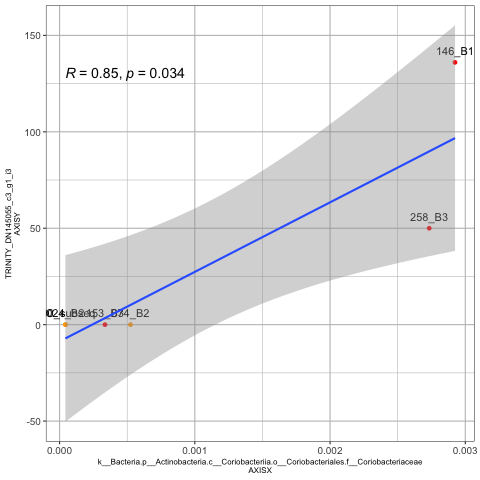 150
100
50
0
-50
R = 0.85, p = 0.034
146_B1
258_B3
0.000
0.001
0.002
0.003
k__Bacteria.p__Actinobacteria.c__Coriobacteriia.o__Coriobacteriales.f__Coriobacteriaceae
AXISX
TRINITY_DN145055_c3_g1_i3
AXISY